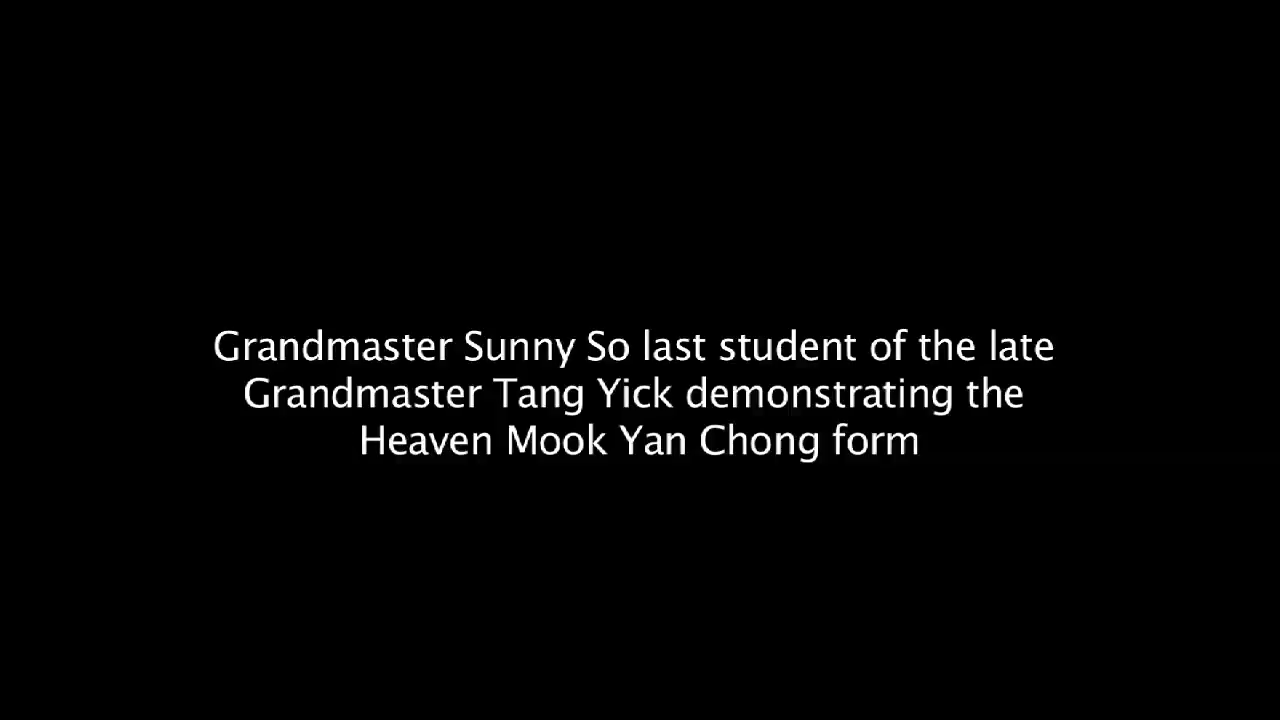 Grandmaster Sunny So last student of the late
Grandmaster Tang Yick demonstrating the
Heaven Mook Yan Chong form